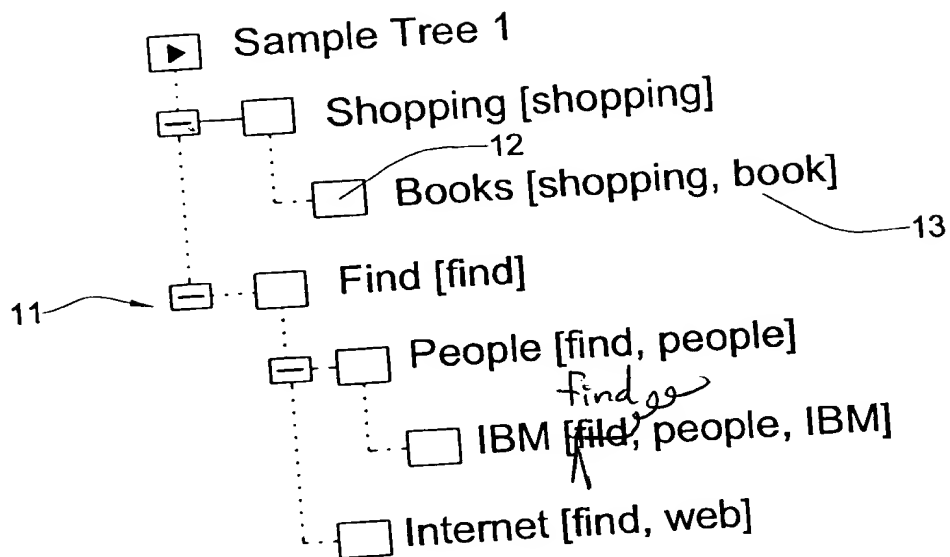 Sample Tree 1
Shopping [shopping]
12
Books [shopping, book]
13
Find [find]
11
People [find, people]
find
IBM [fild, people, IBM]
Internet [find, web]